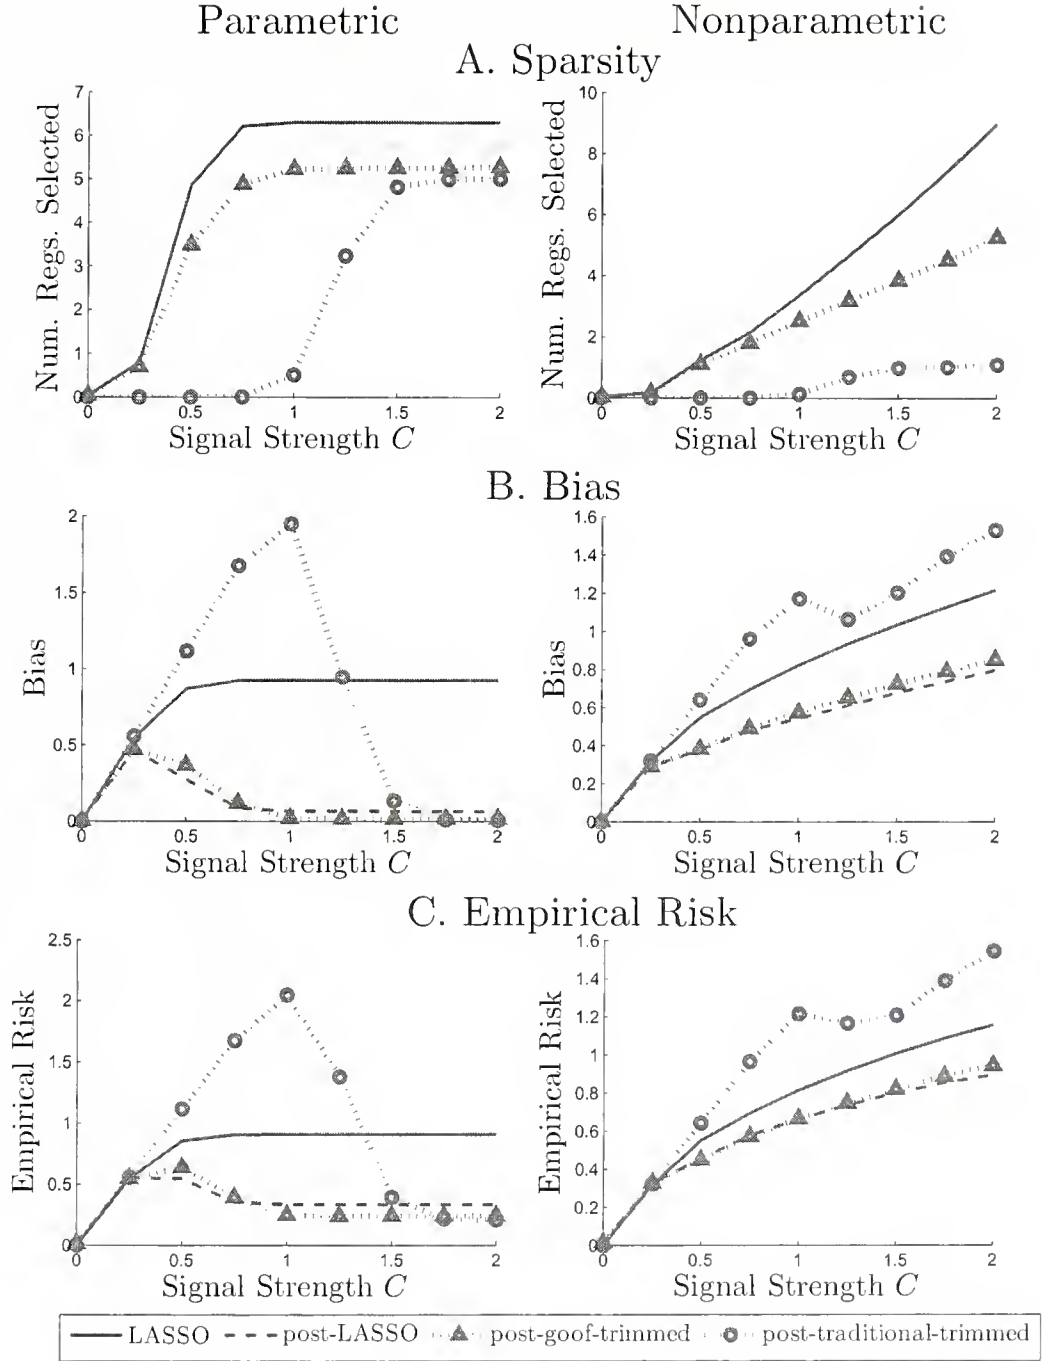 Parametric Nonparametric
A. Sparsity
Num. Regs. Selected
7
6
5
4
3
2
1
0
0 0.5 1 1.5 2
Signal Strength C
Num. Regs. Selected
10
8
6
4
2
0
0 0.5 1 1.5 2
Signal Strength C
B. Bias
Bias
2
1.5
1
0.5
0
0 0.5 1 1.5 2
Signal Strength C
Bias
1.6
1.4
1.2
1
0.8
0.6
0.4
0.2
0
0 0.5 1 1.5 2
Signal Strength C
C. Empirical Risk
Empirical Risk
2.5
2
1.5
1
0.5
0
0 0.5 1 1.5 2
Signal Strength C
Empirical Risk
1.6
1.4
1.2
1
0.8
0.6
0.4
0.2
0
0 0.5 1 1.5 2
Signal Strength C
LASSO post-LASSO post-goof-trimmed post-traditional-trimmed